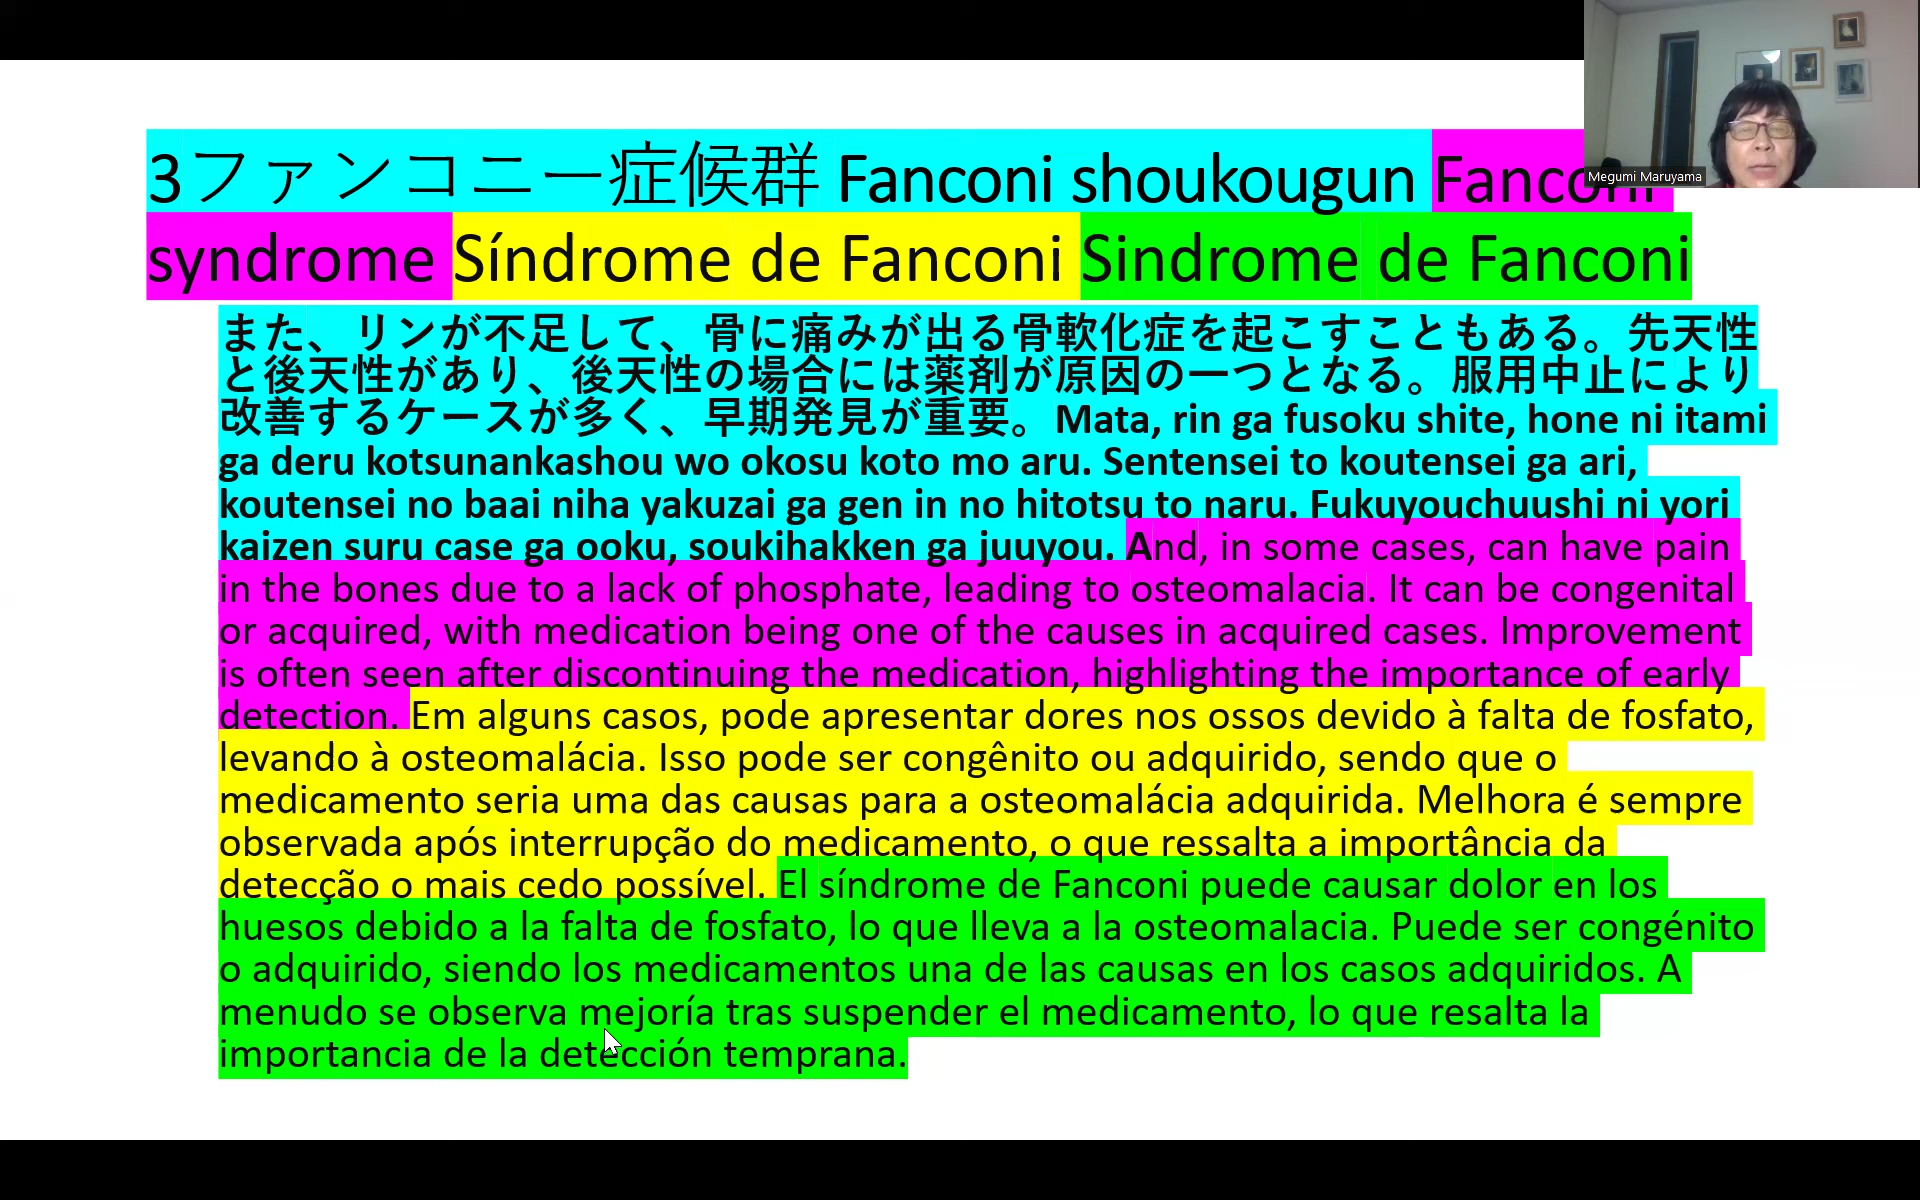 3ファンコニー症候群 Fanconi shoukougun Fanconi
syndrome Síndrome de Fanconi Sindrome de Fanconi
また、リンが不足して、骨に痛みが出る骨軟化症を起こすこともある。先天性
と後天性があり、後天性の場合には薬剤が原因の一つとなる。服用中止により
改善するケースが多く、早期発見が重要。Mata, rin ga fusoku shite, hone ni itami
ga deru kotsunankashou wo okosu koto mo aru. Sentensei to koutensei ga ari,
koutensei no baai niha yakuzai ga gen in no hitotsu to naru. Fukuyouchuushi ni yori
kaizen suru case ga ooku, soukihakken ga juuyou. And, in some cases, can have pain
in the bones due to a lack of phosphate, leading to osteomalacia. It can be congenital
or acquired, with medication being one of the causes in acquired cases. Improvement
is often seen after discontinuing the medication, highlighting the importance of early
detection. Em alguns casos, pode apresentar dores nos ossos devido à falta de fosfato,
levando à osteomalácia. Isso pode ser congênito ou adquirido, sendo que o
medicamento seria uma das causas para a osteomalácia adquirida. Melhora é sempre
observada após interrupção do medicamento, o que ressalta a importância da
detecção o mais cedo possível. El síndrome de Fanconi puede causar dolor en los
huesos debido a la falta de fosfato, lo que lleva a la osteomalacia. Puede ser congénito
o adquirido, siendo los medicamentos una de las causas en los casos adquiridos. A
menudo se observa mejoría tras suspender el medicamento, lo que resalta la
importancia de la detección temprana.
Megumi Maruyama